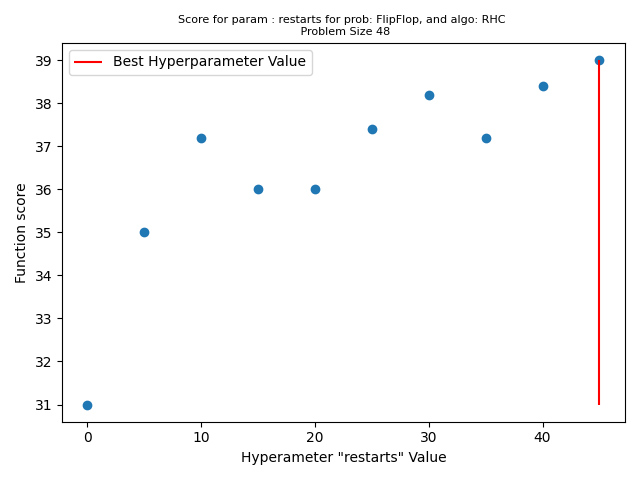 Score for param : restarts for prob: FlipFlop, and algo: RHC
Problem Size 48
Best Hyperparameter Value
Function score
39
38
37
36
35
34
33
32
31
0 10 20 30 40
Hyperameter "restarts" Value